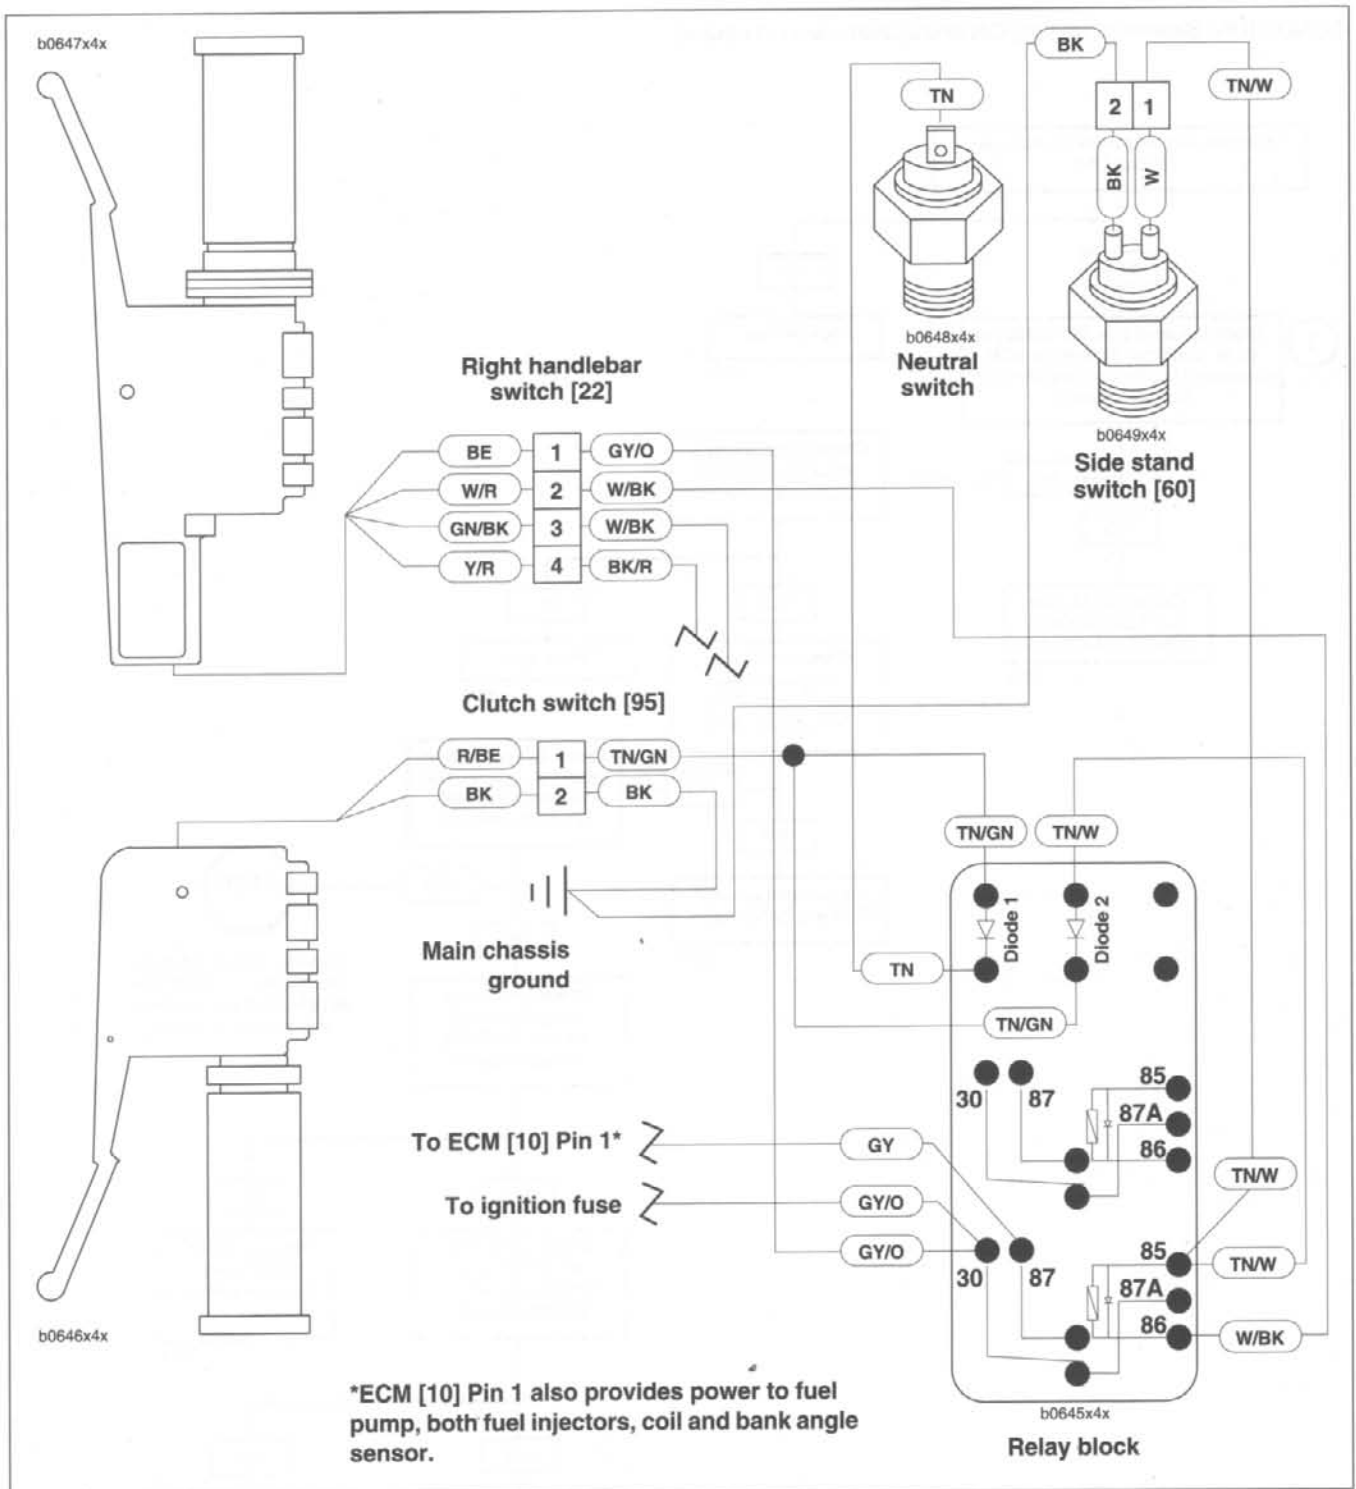 b0647x4x
BK
TN/W
TN
2 1
BK W
b0648x4x
Neutral
switch
b0649x4x
Side stand
switch [60]
Right handlebar
switch [22]
BE 1 GY/O
W/R 2 W/BK
GN/BK 3 W/BK
Y/R 4 BK/R
Clutch switch [95]
R/BE 1 TN/GN
BK 2 BK
TN/GN TN/W
Diode 1
Diode 2
Main chassis
ground
TN
TN/GN
30 87 85
87A
86
To ECM [10] Pin 1* GY
TN/W
To ignition fuse GY/O
GY/O
30 87 85 TN/W
87A
86 W/BK
b0646x4x
*ECM [10] Pin 1 also provides power to fuel
pump, both fuel injectors, coil and bank angle
sensor.
b0645x4x
Relay block